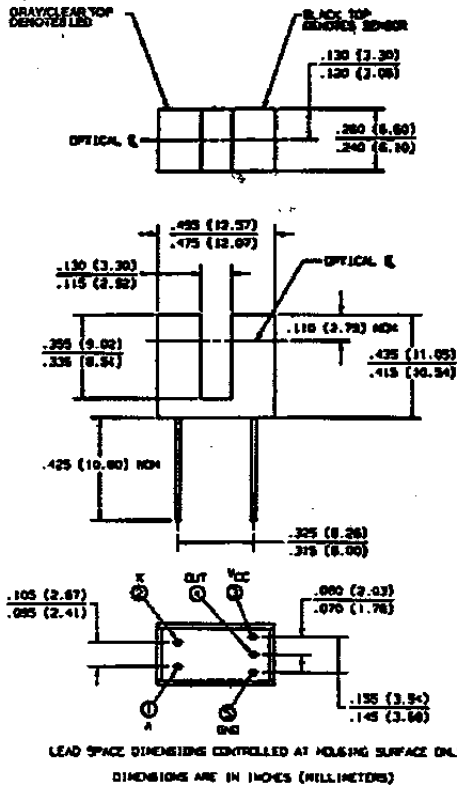 GRAY/CLEAR TOP
DENOTES LED
BLACK TOP
DENOTES SENSOR
.130 (3.30)
.120 (3.05)
OPTICAL ℄
.260 (6.60)
.240 (6.10)
.495 (12.57)
.475 (12.07)
.130 (3.30)
.115 (2.92)
OPTICAL ℄
.110 (2.79) NOM
.355 (9.02)
.335 (8.51)
.435 (11.05)
.415 (10.54)
.425 (10.80) NOM
.325 (8.26)
.315 (8.00)
K OUT VCC
.105 (2.67)
.095 (2.41)
.080 (2.03)
.070 (1.78)
.155 (3.94)
.145 (3.68)
A GND
LEAD SPACE DIMENSIONS CONTROLLED AT HOUSING SURFACE ONL
DIMENSIONS ARE IN INCHES (MILLIMETERS)